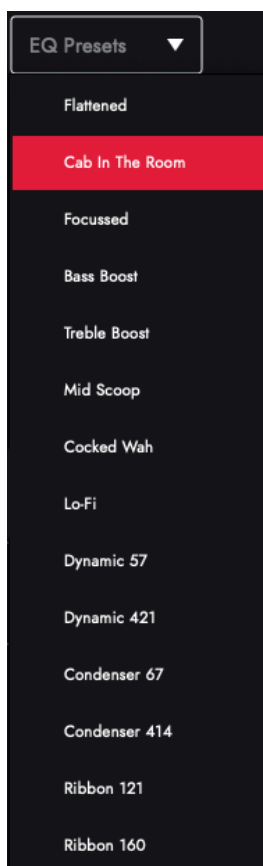 EQ Presets
Flattened
Cab In The Room
Focussed
Bass Boost
Treble Boost
Mid Scoop
Cocked Wah
Lo-Fi
Dynamic 57
Dynamic 421
Condenser 67
Condenser 414
Ribbon 121
Ribbon 160